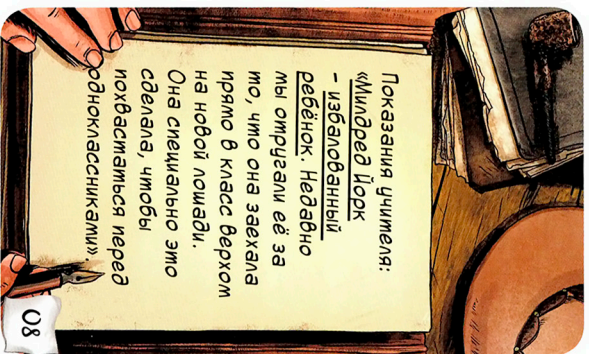 Показания учителя:
«Милдред Йорк
- избалованный
ребёнок. Недавно
мы отругали её за
то, что она заехала
прямо в класс верхом
на новой лошади.
Она специально это
сделала, чтобы
похвастаться перед
одноклассниками».
08